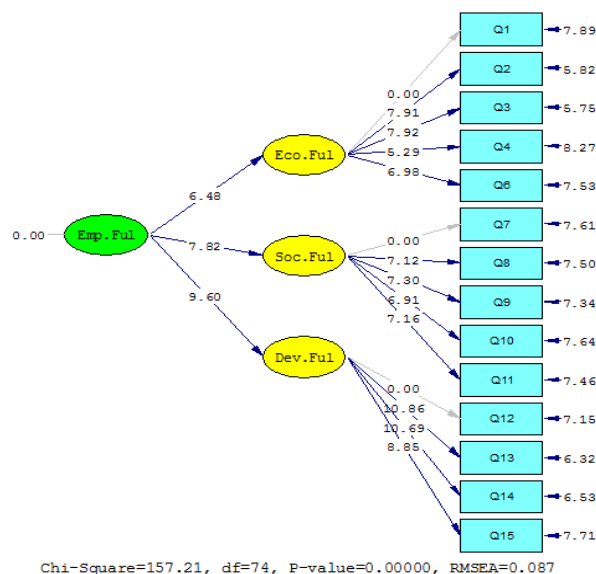 Q1
7.89
Q2
5.82
0.00
7.91
Q3
5.75
7.92
Eco.Ful
5.29
Q4
8.27
6.98
Q6
7.53
6.48
0.00
Emp.Ful
7.82
0.00
Q7
7.61
Soc.Ful
7.12
Q8
7.50
7.30
9.60
6.91
Q9
7.34
7.16
Q10
7.64
Dev.Ful
Q11
7.46
0.00
10.86
Q12
7.15
10.69
8.85
Q13
6.32
Q14
6.53
Q15
7.71
Chi-Square=157.21, df=74, P-value=0.00000, RMSEA=0.087